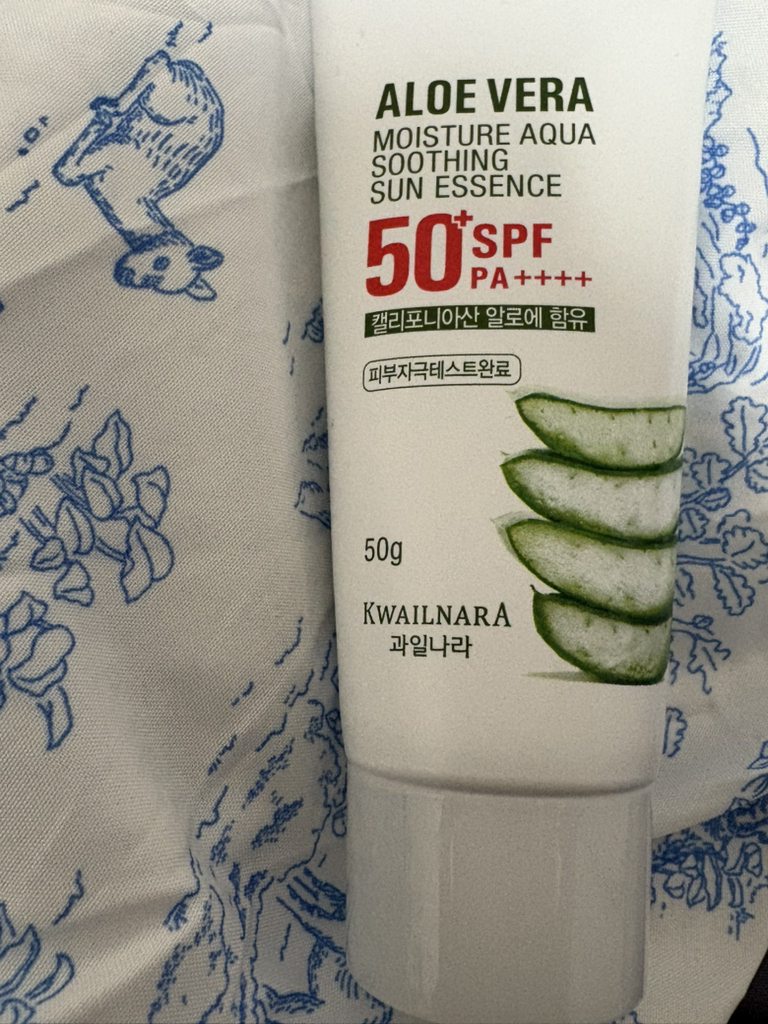 ALOE VERA
MOISTURE AQUA
SOOTHING
SUN ESSENCE
50+ SPF
PA++++
캘리포니아산 알로에 함유
피부자극테스트완료
50g
KWAILNARA
과일나라